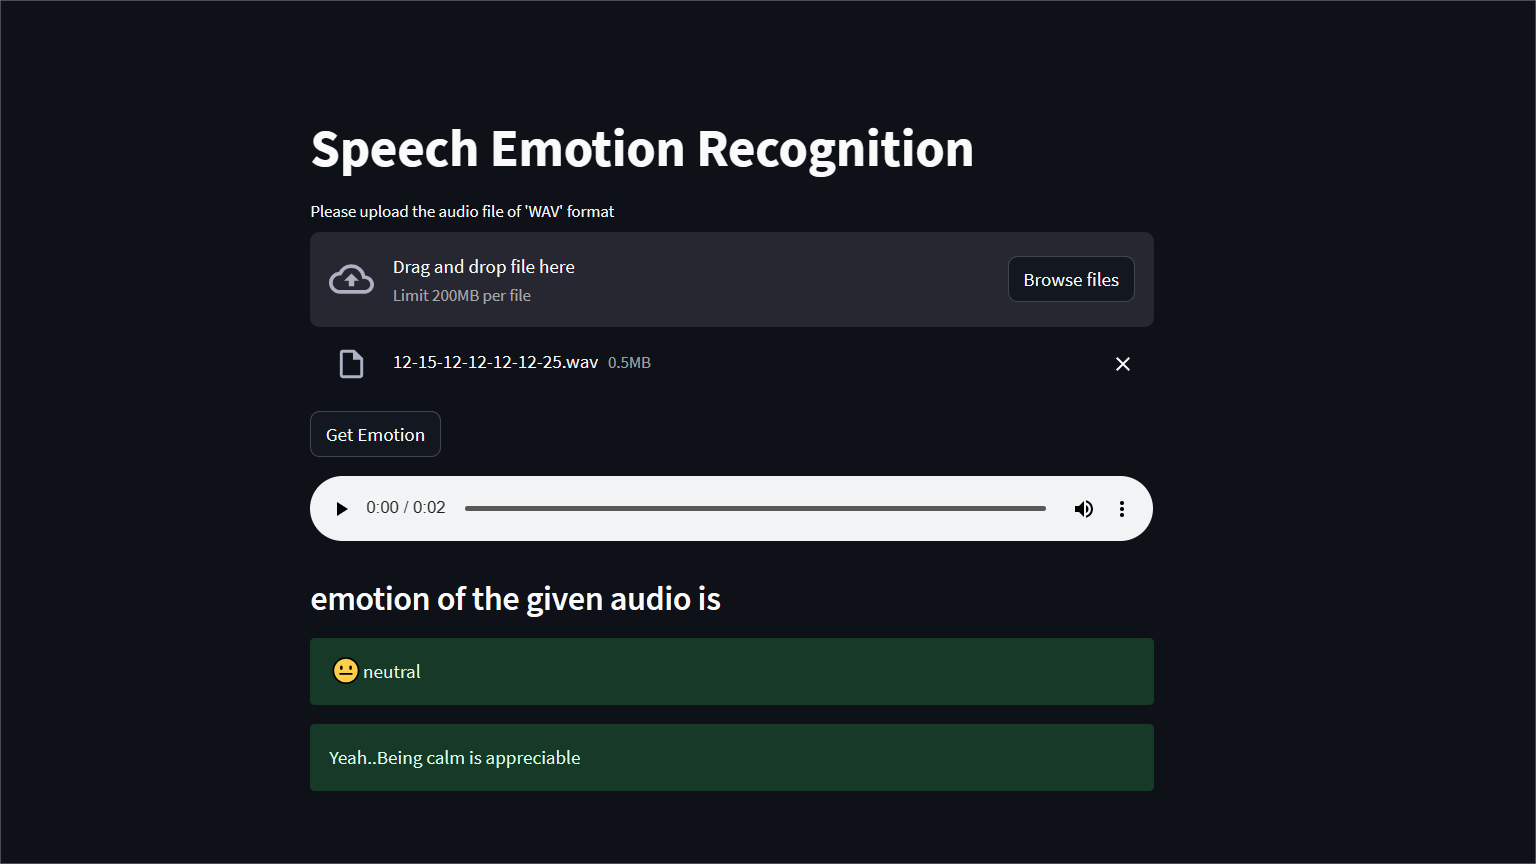 Speech Emotion Recognition
Please upload the audio file of 'WAV' format
Drag and drop file here
Limit 200MB per file
Browse files
12-15-12-12-12-12-25.wav 0.5MB
Get Emotion
0:00 / 0:02
emotion of the given audio is
neutral
Yeah..Being calm is appreciable